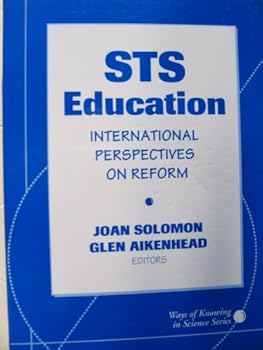 STS
Education
INTERNATIONAL
PERSPECTIVES
ON REFORM
JOAN SOLOMON
GLEN AIKENHEAD
EDITORS
Ways of Knowing
in Science Series